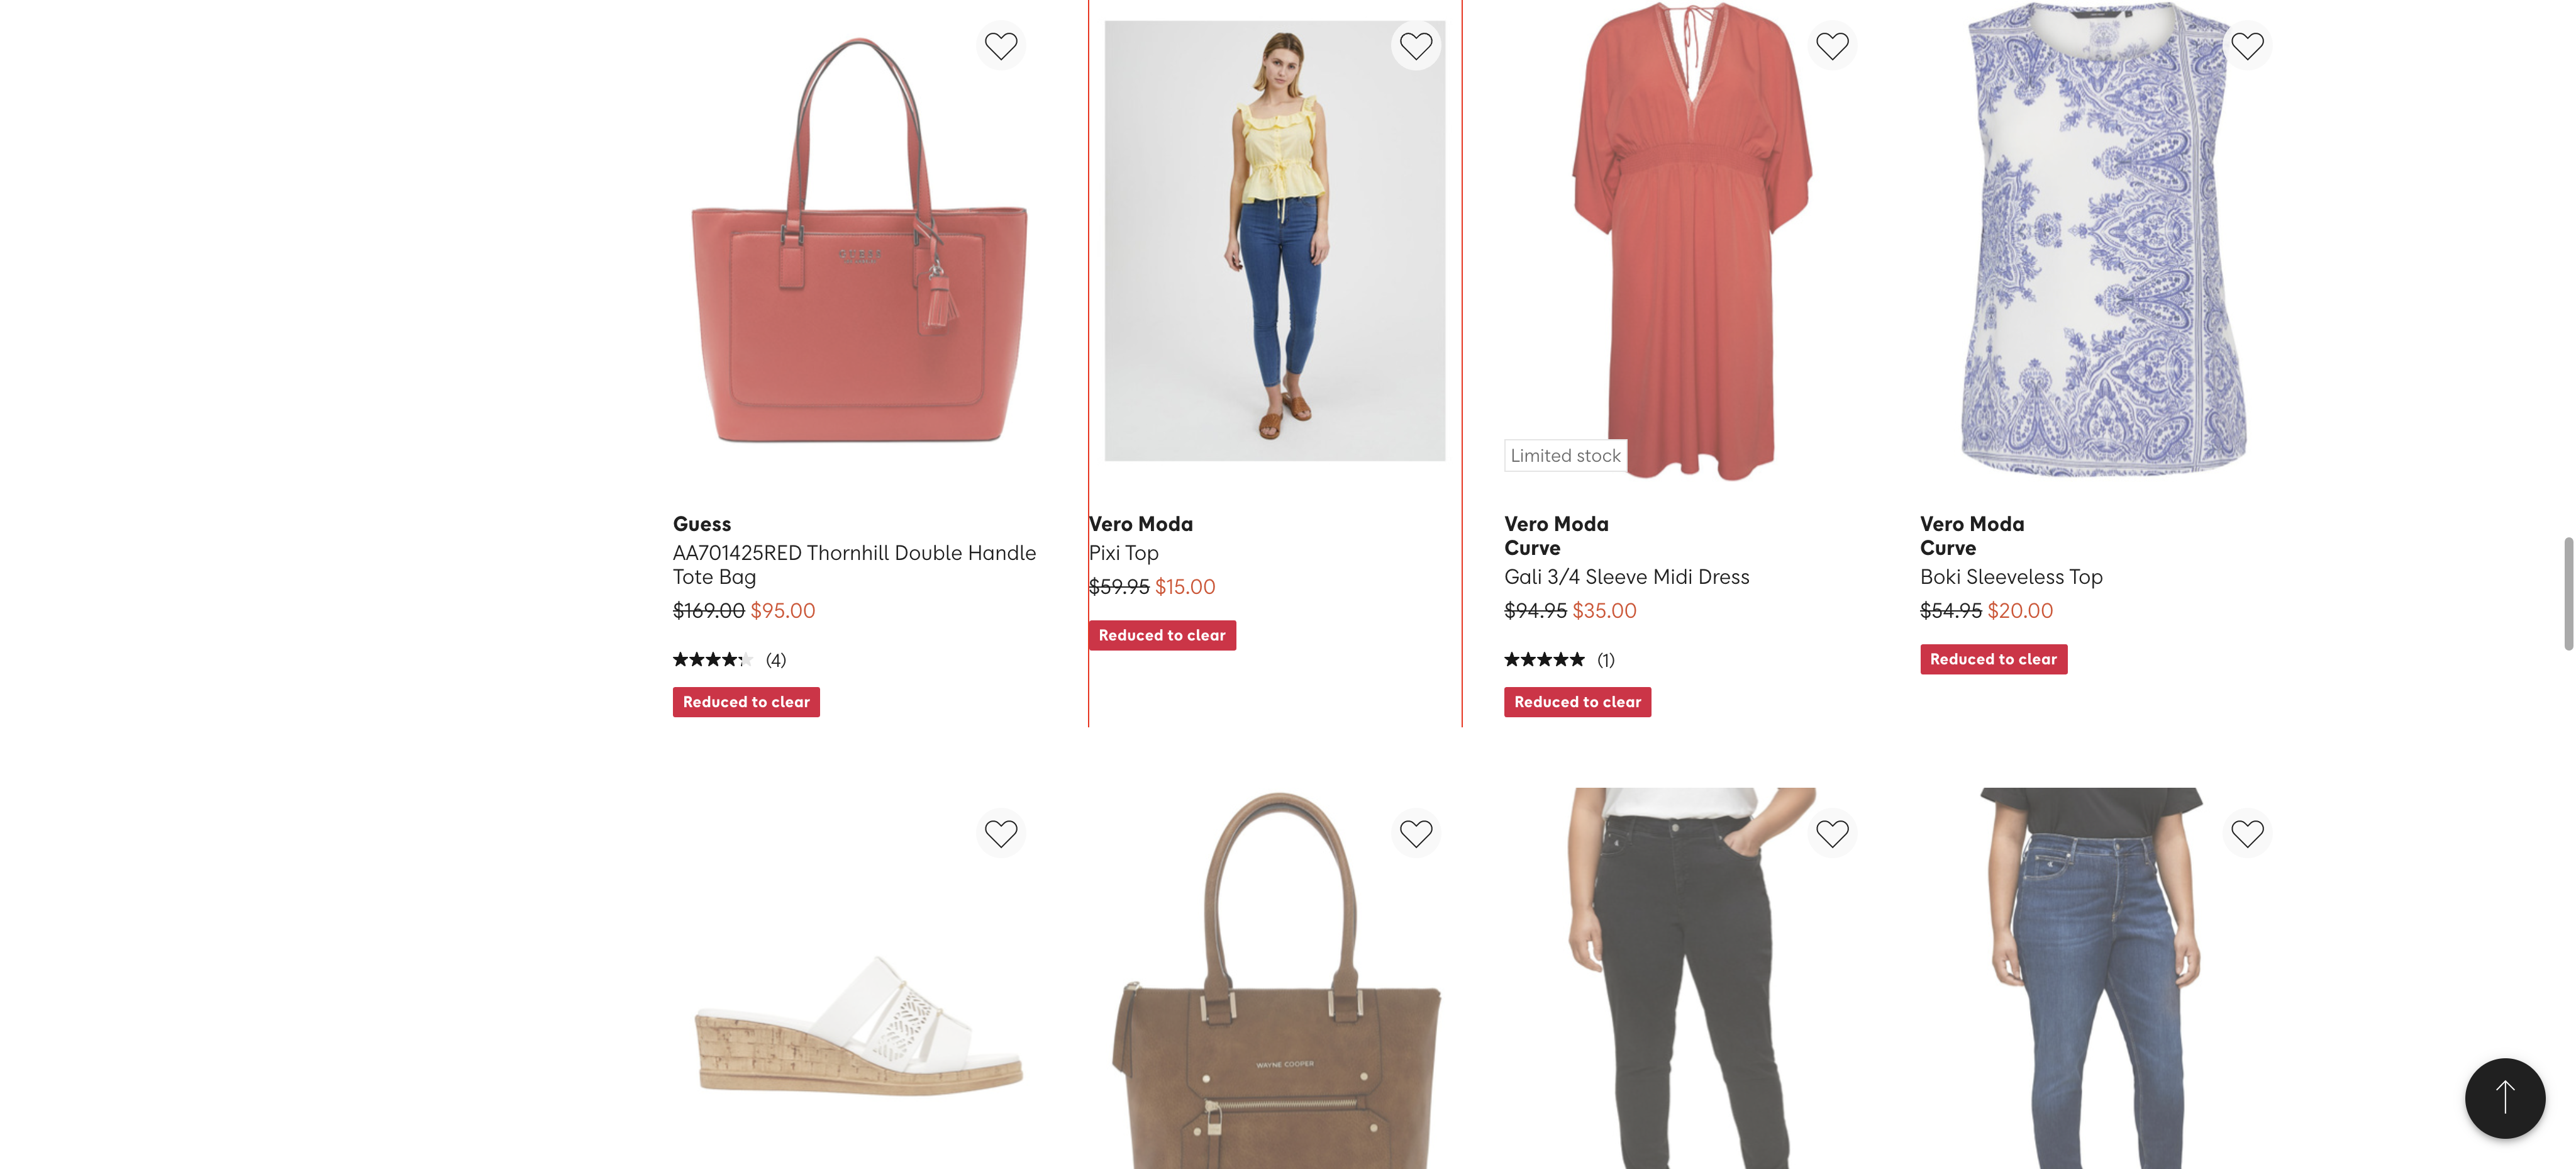 GUESS
Limited stock
Guess
AA701425RED Thornhill Double Handle
Tote Bag
$169.00 $95.00
(4)
Reduced to clear
Vero Moda
Pixi Top
$59.95 $15.00
Reduced to clear
Vero Moda
Curve
Gali 3/4 Sleeve Midi Dress
$94.95 $35.00
(1)
Reduced to clear
Vero Moda
Curve
Boki Sleeveless Top
$54.95 $20.00
Reduced to clear
WAYNE COOPER